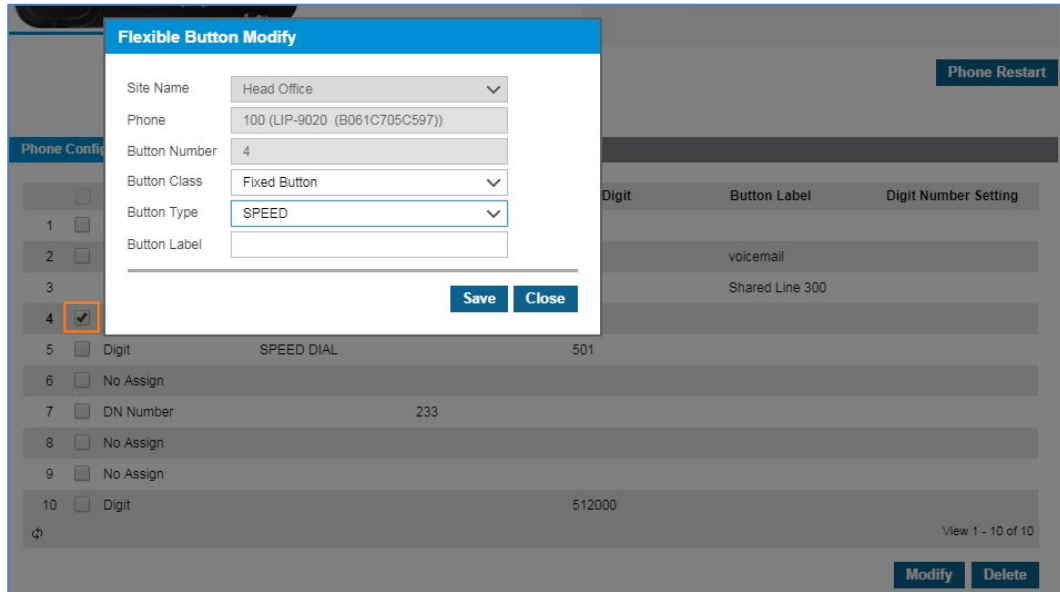 Flexible Button Modify
Site Name Head Office
Phone 100 (LIP-9020 (B061C705C597))
Button Number 4
Button Class Fixed Button
Button Type SPEED
Button Label
Save Close
Phone Restart
Phone Config
Digit Button Label Digit Number Setting
1
2 voicemail
3 Shared Line 300
4
5 Digit SPEED DIAL 501
6 No Assign
7 DN Number 233
8 No Assign
9 No Assign
10 Digit 512000
View 1 - 10 of 10
Modify Delete